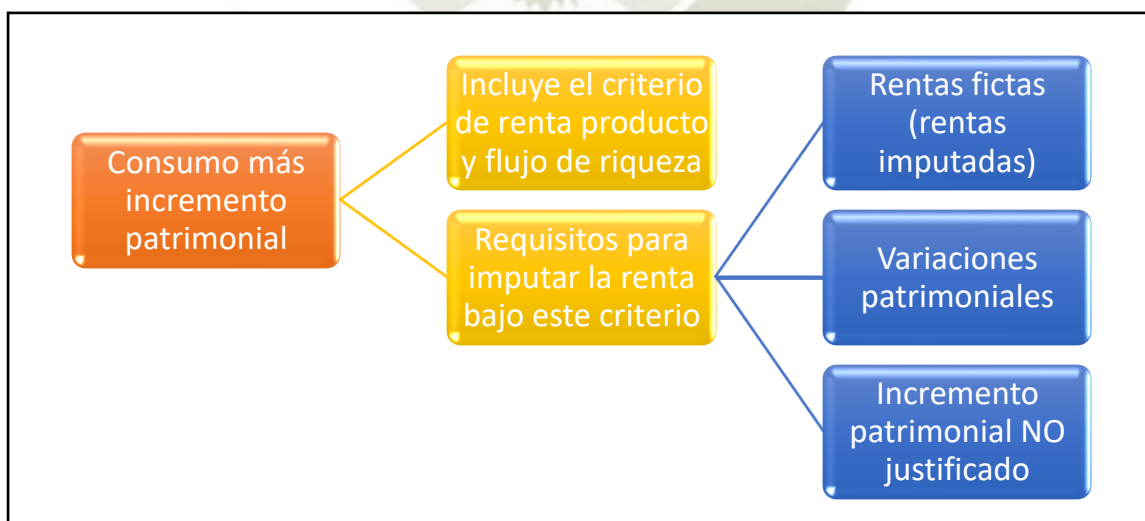 Consumo más
incremento
patrimonial
Incluye el criterio
de renta producto
y flujo de riqueza
Requisitos para
imputar la renta
bajo este criterio
Rentas fictas
(rentas
imputadas)
Variaciones
patrimoniales
Incremento
patrimonial NO
justificado